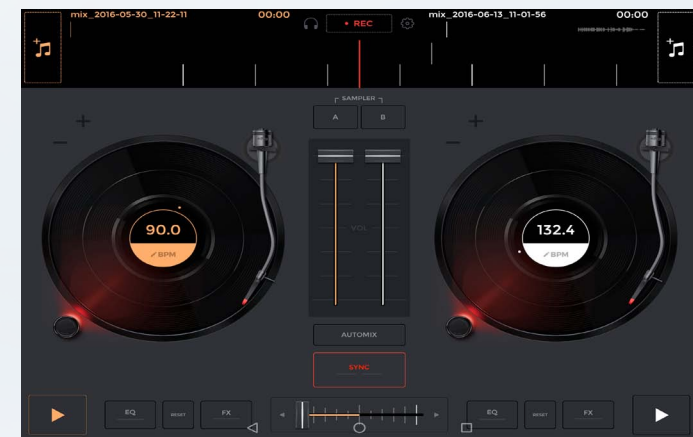 mix_2016-05-30_11-22-11 00:00
REC
mix_2016-06-13_11-01-56 00:00
SAMPLER
A B
VOL
90.0
BPM
132.4
BPM
AUTOMIX
SYNC
EQ RESET FX
EQ RESET FX